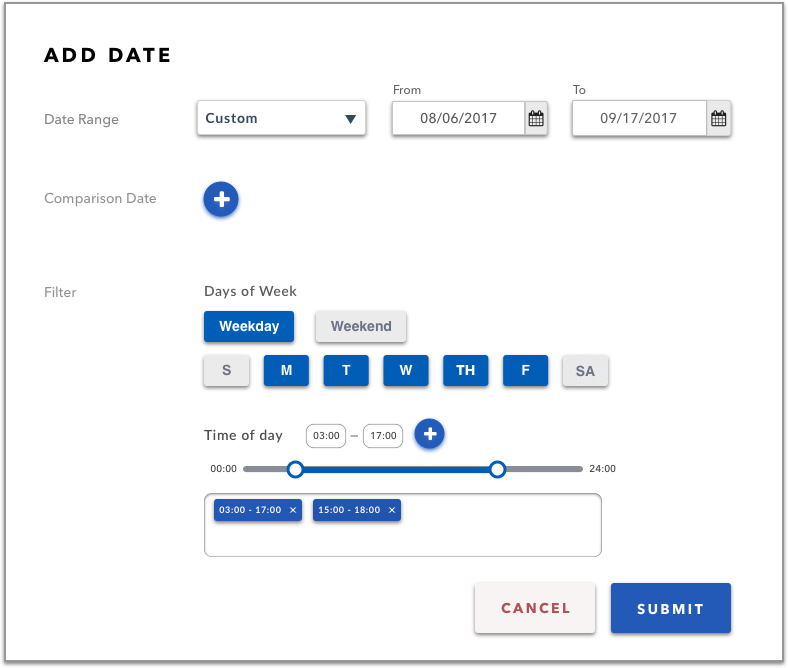 ADD DATE
From To
Date Range Custom 08/06/2017 09/17/2017
Comparison Date
Filter Days of Week
Weekday Weekend
S M T W TH F SA
Time of day 03:00 – 17:00
00:00 24:00
03:00 - 17:00 × 15:00 - 18:00 ×
CANCEL SUBMIT